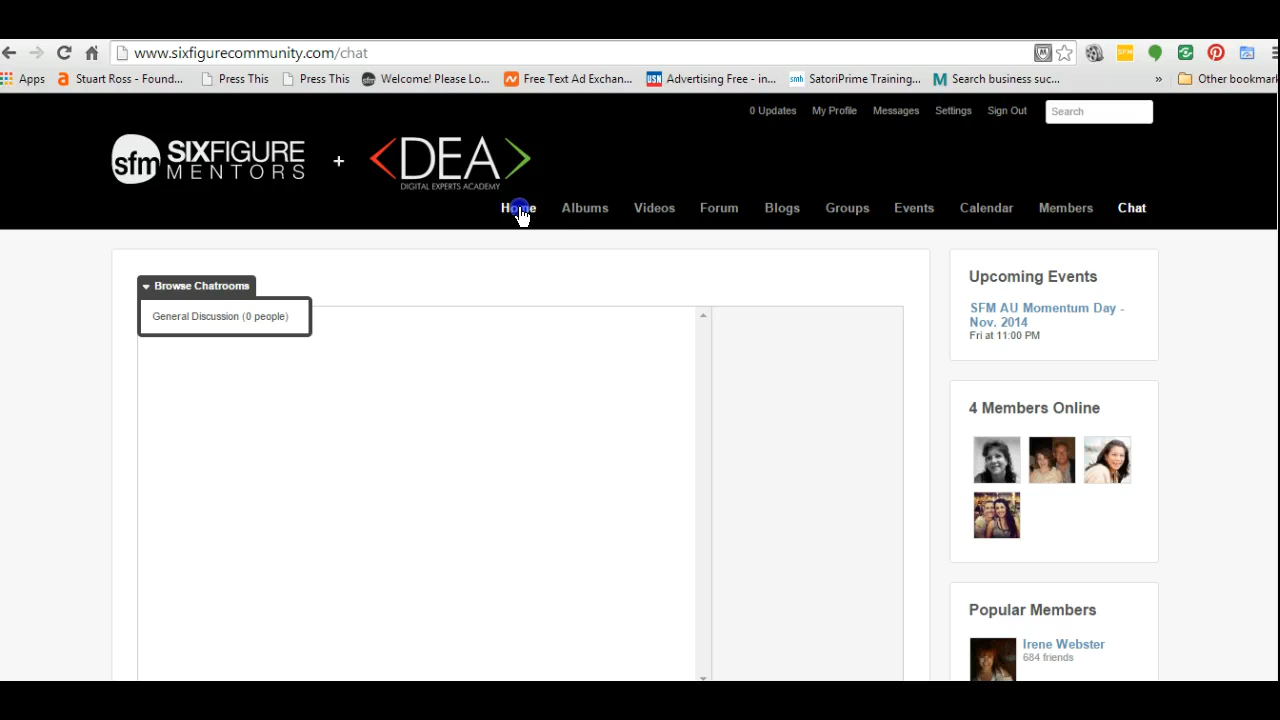 www.sixfigurecommunity.com/chat
Apps Stuart Ross - Found... Press This Press This Welcome! Please Lo... Free Text Ad Exchan... Advertising Free - in... SatoriPrime Training... Search business suc... » Other bookmark
0 Updates My Profile Messages Settings Sign Out Search
sfm SIXFIGURE MENTORS + <DEA> DIGITAL EXPERTS ACADEMY
Home Albums Videos Forum Blogs Groups Events Calendar Members Chat
Browse Chatrooms
General Discussion (0 people)
Upcoming Events
SFM AU Momentum Day -
Nov. 2014
Fri at 11:00 PM
4 Members Online
Popular Members
Irene Webster
684 friends